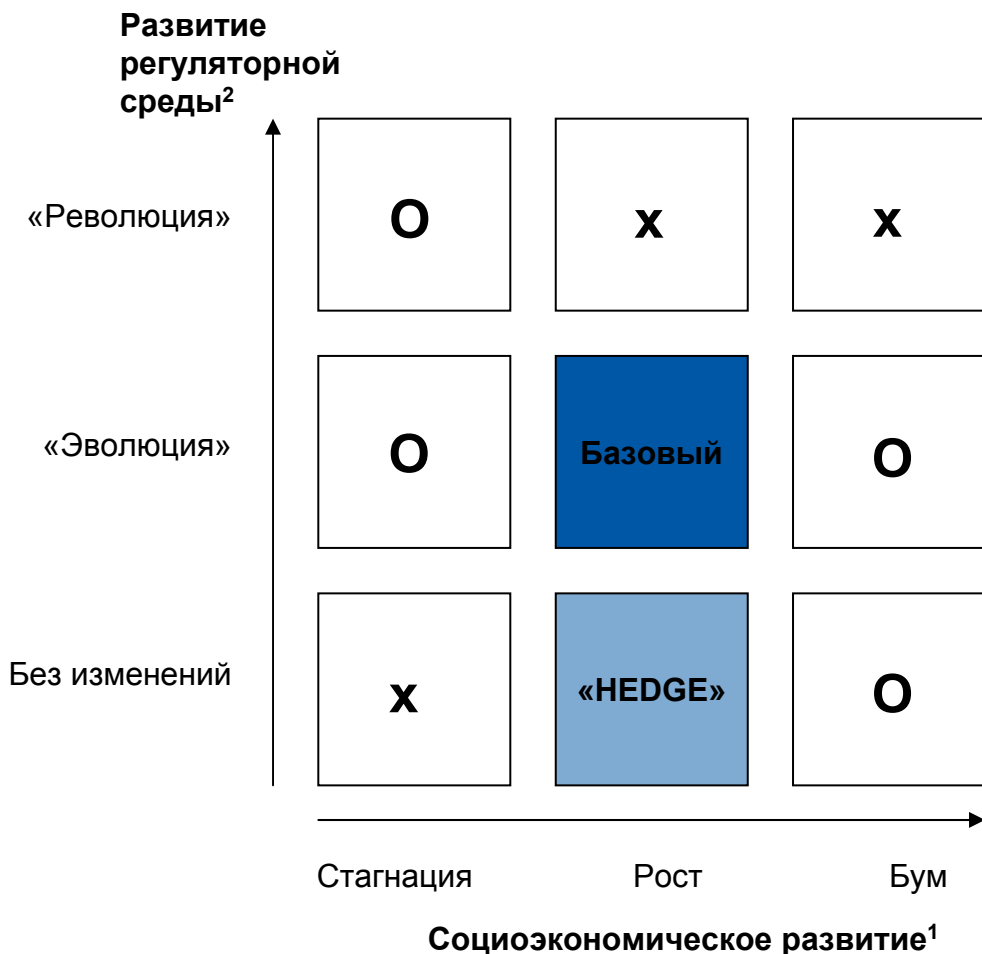 Развитие
регуляторной
среды²
«Революция»
О
х
х
«Эволюция»
О
Базовый
О
Без изменений
х
«HEDGE»
О
Стагнация
Рост
Бум
Социоэкономическое развитие¹